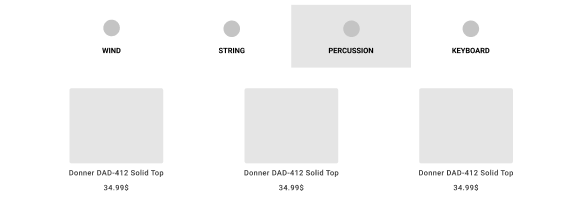 WIND STRING PERCUSSION KEYBOARD
Donner DAD-412 Solid Top Donner DAD-412 Solid Top Donner DAD-412 Solid Top
34.99$ 34.99$ 34.99$